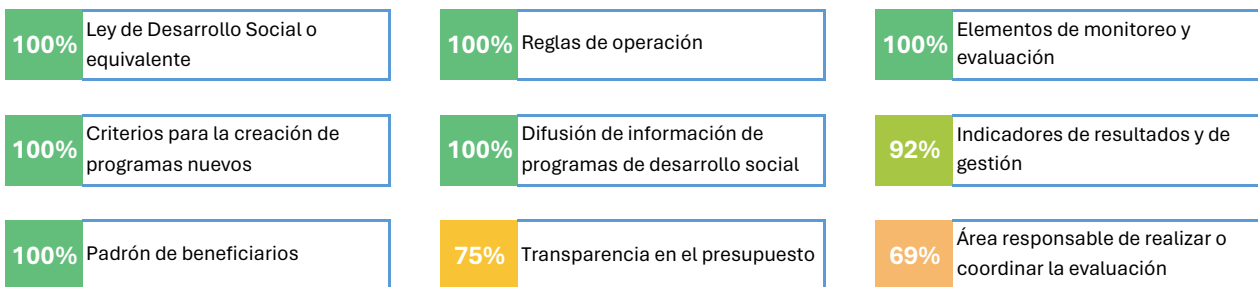 100% Ley de Desarrollo Social o
equivalente
100% Reglas de operación
100% Elementos de monitoreo y
evaluación
100% Criterios para la creación de
programas nuevos
100% Difusión de información de
programas de desarrollo social
92% Indicadores de resultados y de
gestión
100% Padrón de beneficiarios
75% Transparencia en el presupuesto
69% Área responsable de realizar o
coordinar la evaluación